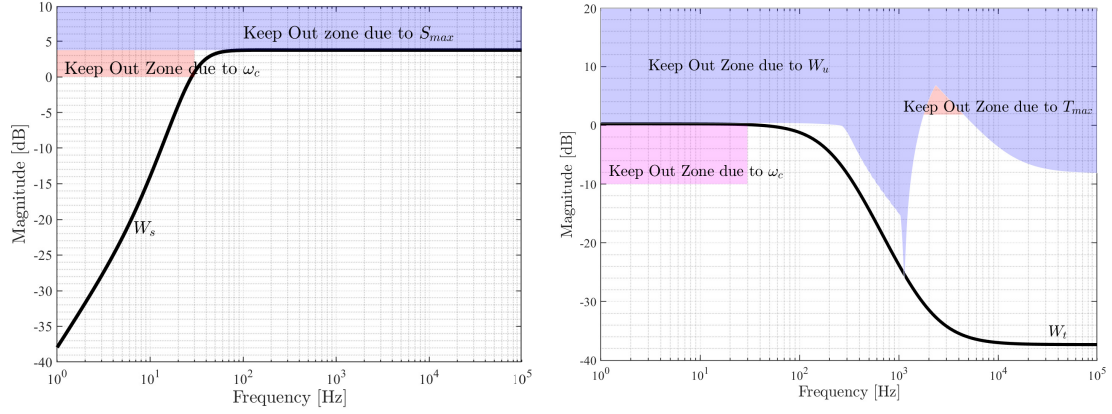 10
5
0
-5
-10
-15
-20
-25
-30
-35
-40
Magnitude [dB]
Keep Out zone due to S_max
Keep Out Zone due to ω_c
W_s
10^0
10^1
10^2
10^3
10^4
10^5
Frequency [Hz]
20
10
0
-10
-20
-30
-40
Magnitude [dB]
Keep Out Zone due to W_u
Keep Out Zone due to T_max
Keep Out Zone due to ω_c
W_t
10^0
10^1
10^2
10^3
10^4
10^5
Frequency [Hz]